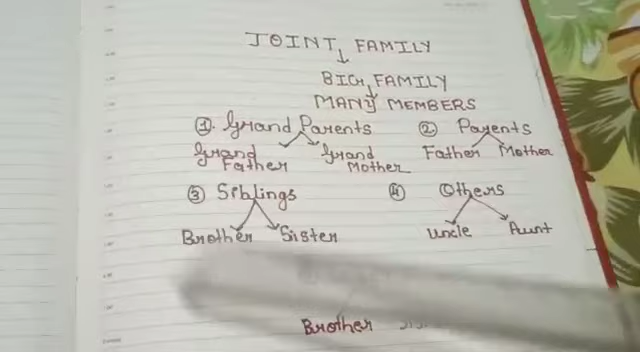 JOINT FAMILY
BIG FAMILY
MANY MEMBERS
① Grand Parents ② Parents
Grand Father Grand Mother Father Mother
③ Siblings ④ Others
Brother Sister Uncle Aunt
Brother